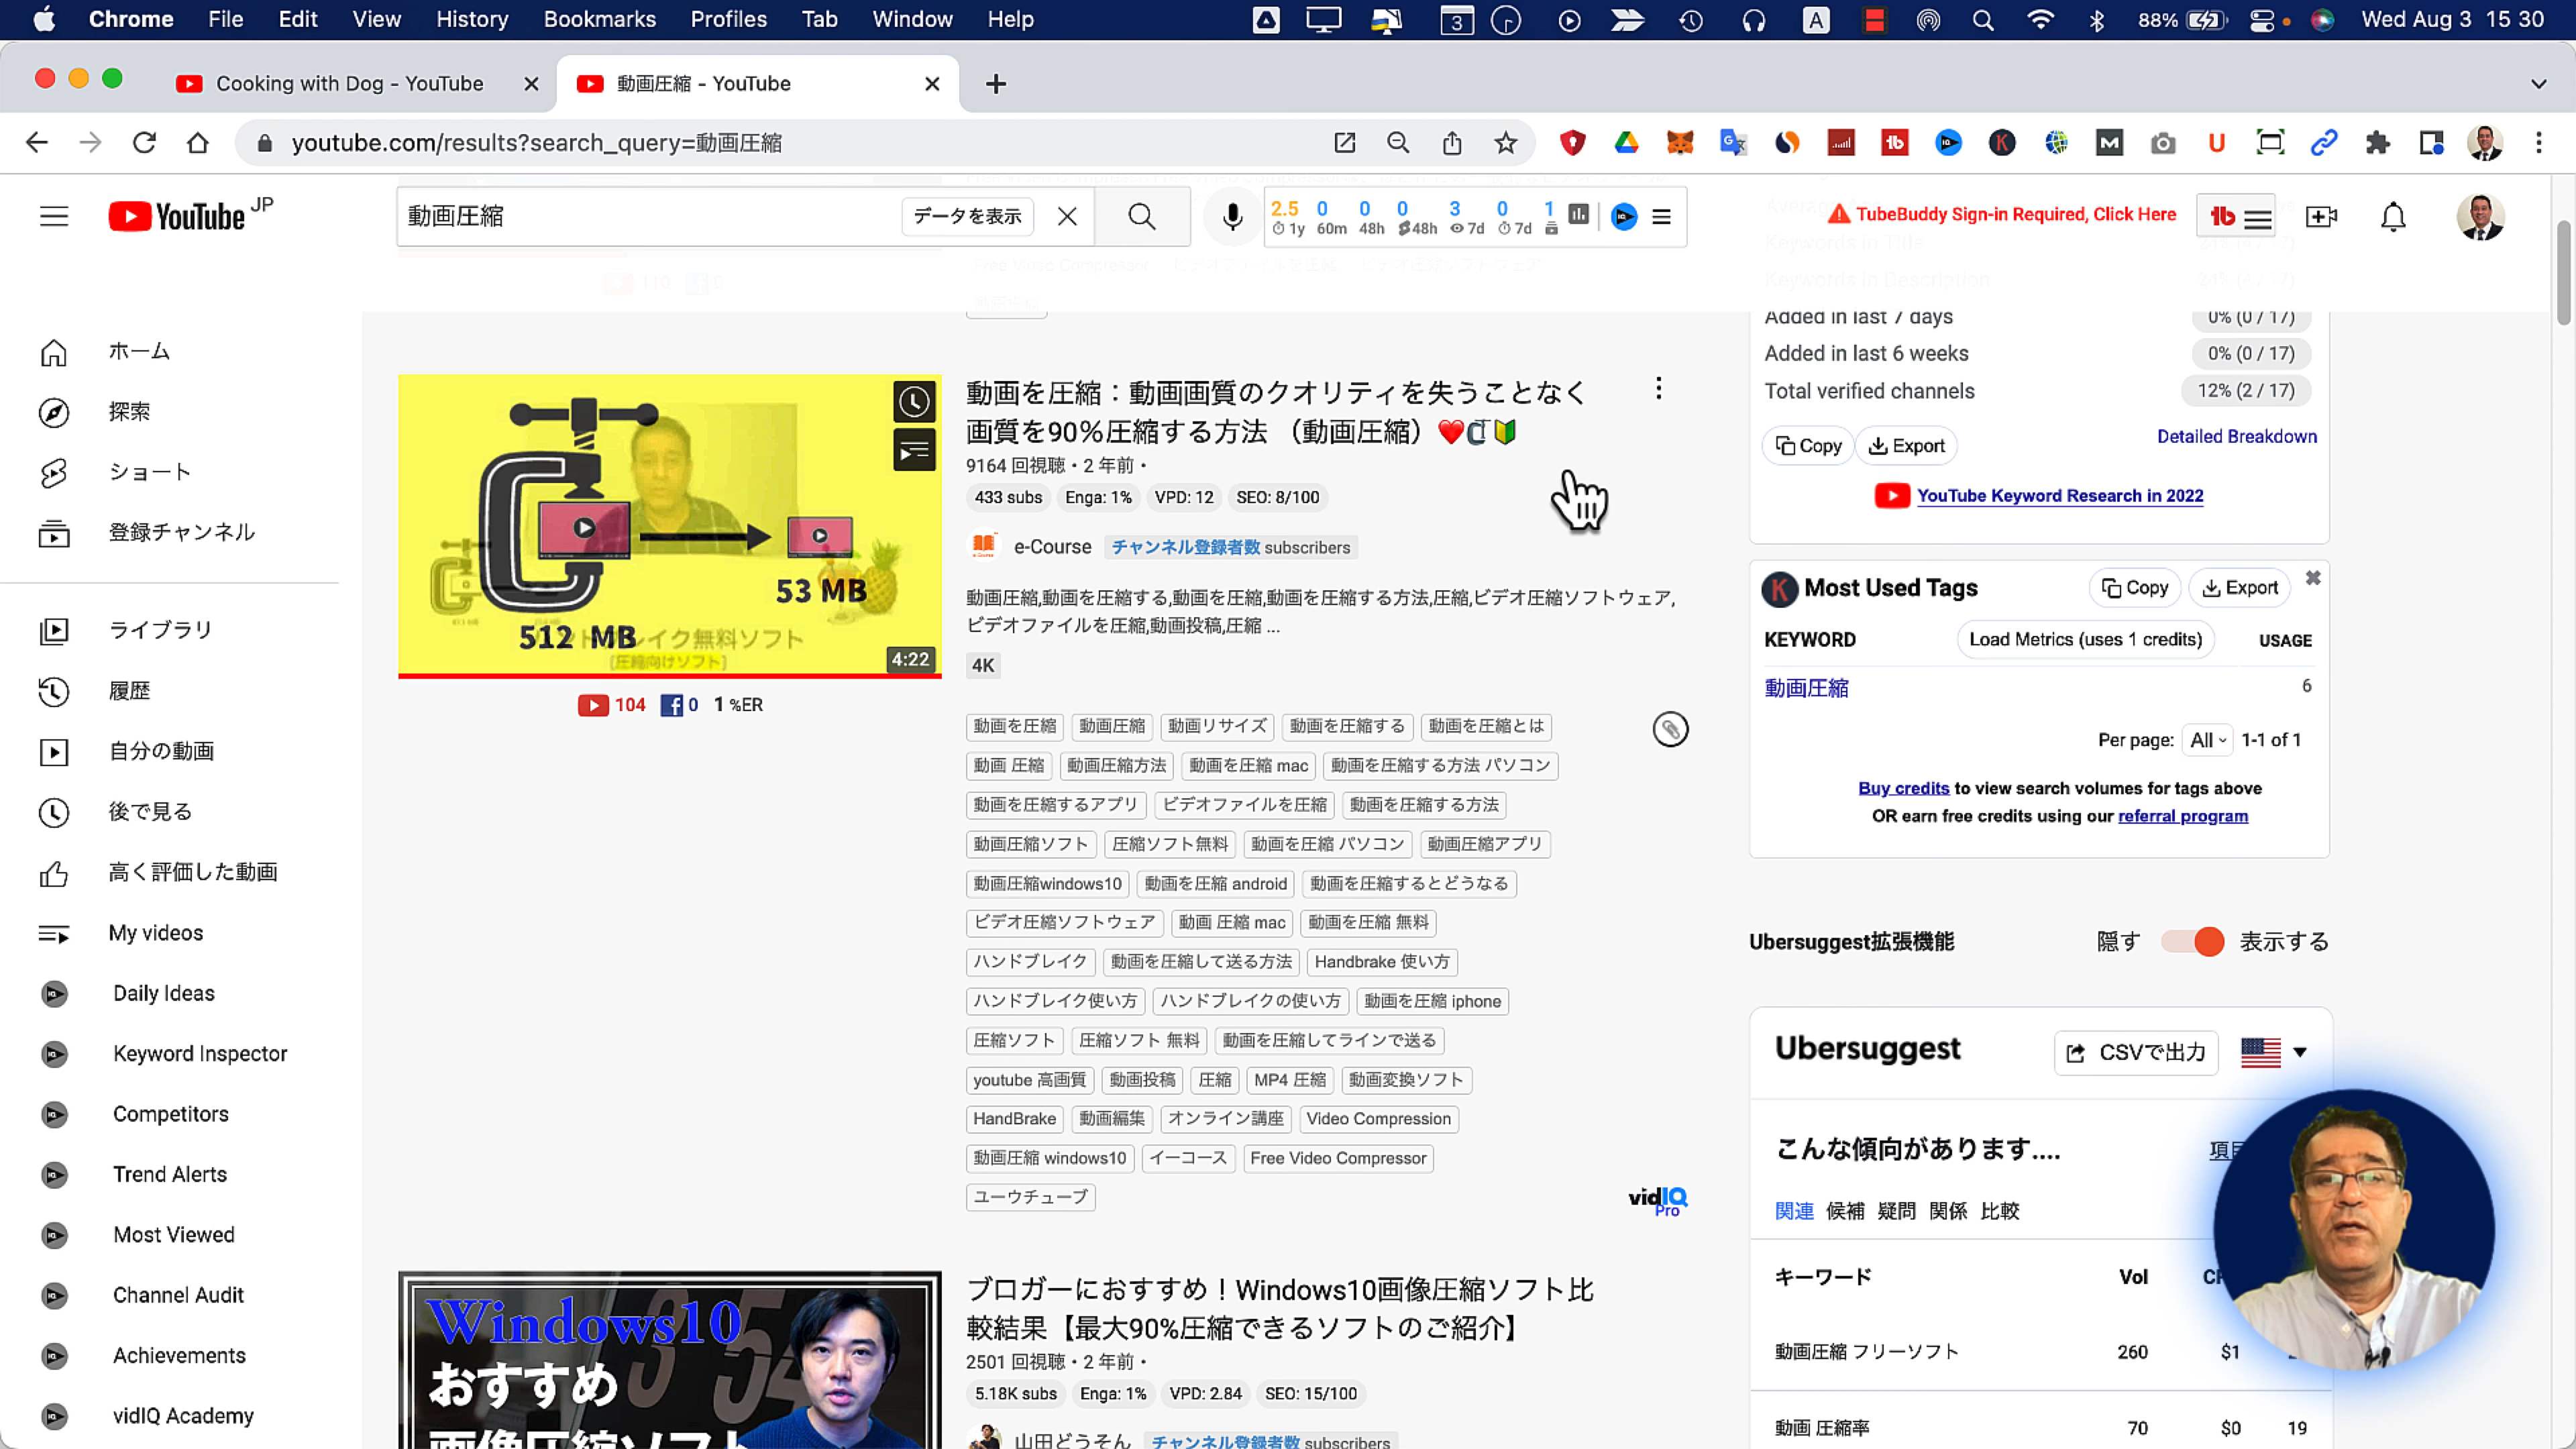 Chrome File Edit View History Bookmarks Profiles Tab Window Help 3 A 88% Wed Aug 3 15 30
Cooking with Dog - YouTube 動画圧縮 - YouTube
youtube.com/results?search_query=動画圧縮
YouTube JP 動画圧縮 データを表示 2.5 0 0 0 3 0 1
1y 60m 48h 48h 7d 7d
TubeBuddy Sign-in Required, Click Here
ホーム
探索
ショート
登録チャンネル
ライブラリ
履歴
自分の動画
後で見る
高く評価した動画
My videos
Daily Ideas
Keyword Inspector
Competitors
Trend Alerts
Most Viewed
Channel Audit
Achievements
vidIQ Academy
53 MB
512 MB
レイク無料ソフト
[圧縮向けソフト]
4:22
104 0 1 %ER
動画を圧縮：動画画質のクオリティを失うことなく
画質を90%圧縮する方法 （動画圧縮）
9164 回視聴・2 年前・
433 subs Enga: 1% VPD: 12 SEO: 8/100
e-Course チャンネル登録者数 subscribers
動画圧縮,動画を圧縮する,動画を圧縮,動画を圧縮する方法,圧縮,ビデオ圧縮ソフトウェア,
ビデオファイルを圧縮,動画投稿,圧縮 ...
4K
動画を圧縮 動画圧縮 動画リサイズ 動画を圧縮する 動画を圧縮とは
動画 圧縮 動画圧縮方法 動画を圧縮 mac 動画を圧縮する方法 パソコン
動画を圧縮するアプリ ビデオファイルを圧縮 動画を圧縮する方法
動画圧縮ソフト 圧縮ソフト無料 動画を圧縮 パソコン 動画圧縮アプリ
動画圧縮windows10 動画を圧縮 android 動画を圧縮するとどうなる
ビデオ圧縮ソフトウェア 動画 圧縮 mac 動画を圧縮 無料
ハンドブレイク 動画を圧縮して送る方法 Handbrake 使い方
ハンドブレイク使い方 ハンドブレイクの使い方 動画を圧縮 iphone
圧縮ソフト 圧縮ソフト 無料 動画を圧縮してラインで送る
youtube 高画質 動画投稿 圧縮 MP4 圧縮 動画変換ソフト
HandBrake 動画編集 オンライン講座 Video Compression
動画圧縮 windows10 イーコース Free Video Compressor
ユーウチューブ
vidIQ
Pro
Windows10
おすすめ
画像圧縮ソフト
ブロガーにおすすめ！Windows10画像圧縮ソフト比
較結果【最大90%圧縮できるソフトのご紹介】
2501 回視聴・2 年前・
5.18K subs Enga: 1% VPD: 2.84 SEO: 15/100
山田どうそん チャンネル登録者数 subscribers
Keywords in Title
Keywords in Description
Added in last 7 days 0% (0 / 17)
Added in last 6 weeks 0% (0 / 17)
Total verified channels 12% (2 / 17)
Copy Export Detailed Breakdown
YouTube Keyword Research in 2022
K Most Used Tags Copy Export
KEYWORD Load Metrics (uses 1 credits) USAGE
動画圧縮 6
Per page: All 1-1 of 1
Buy credits to view search volumes for tags above
OR earn free credits using our referral program
Ubersuggest拡張機能 隠す 表示する
Ubersuggest CSVで出力
こんな傾向があります....
関連 候補 疑問 関係 比較
キーワード Vol
動画圧縮 フリーソフト 260 $1
動画 圧縮率 70 $0 19